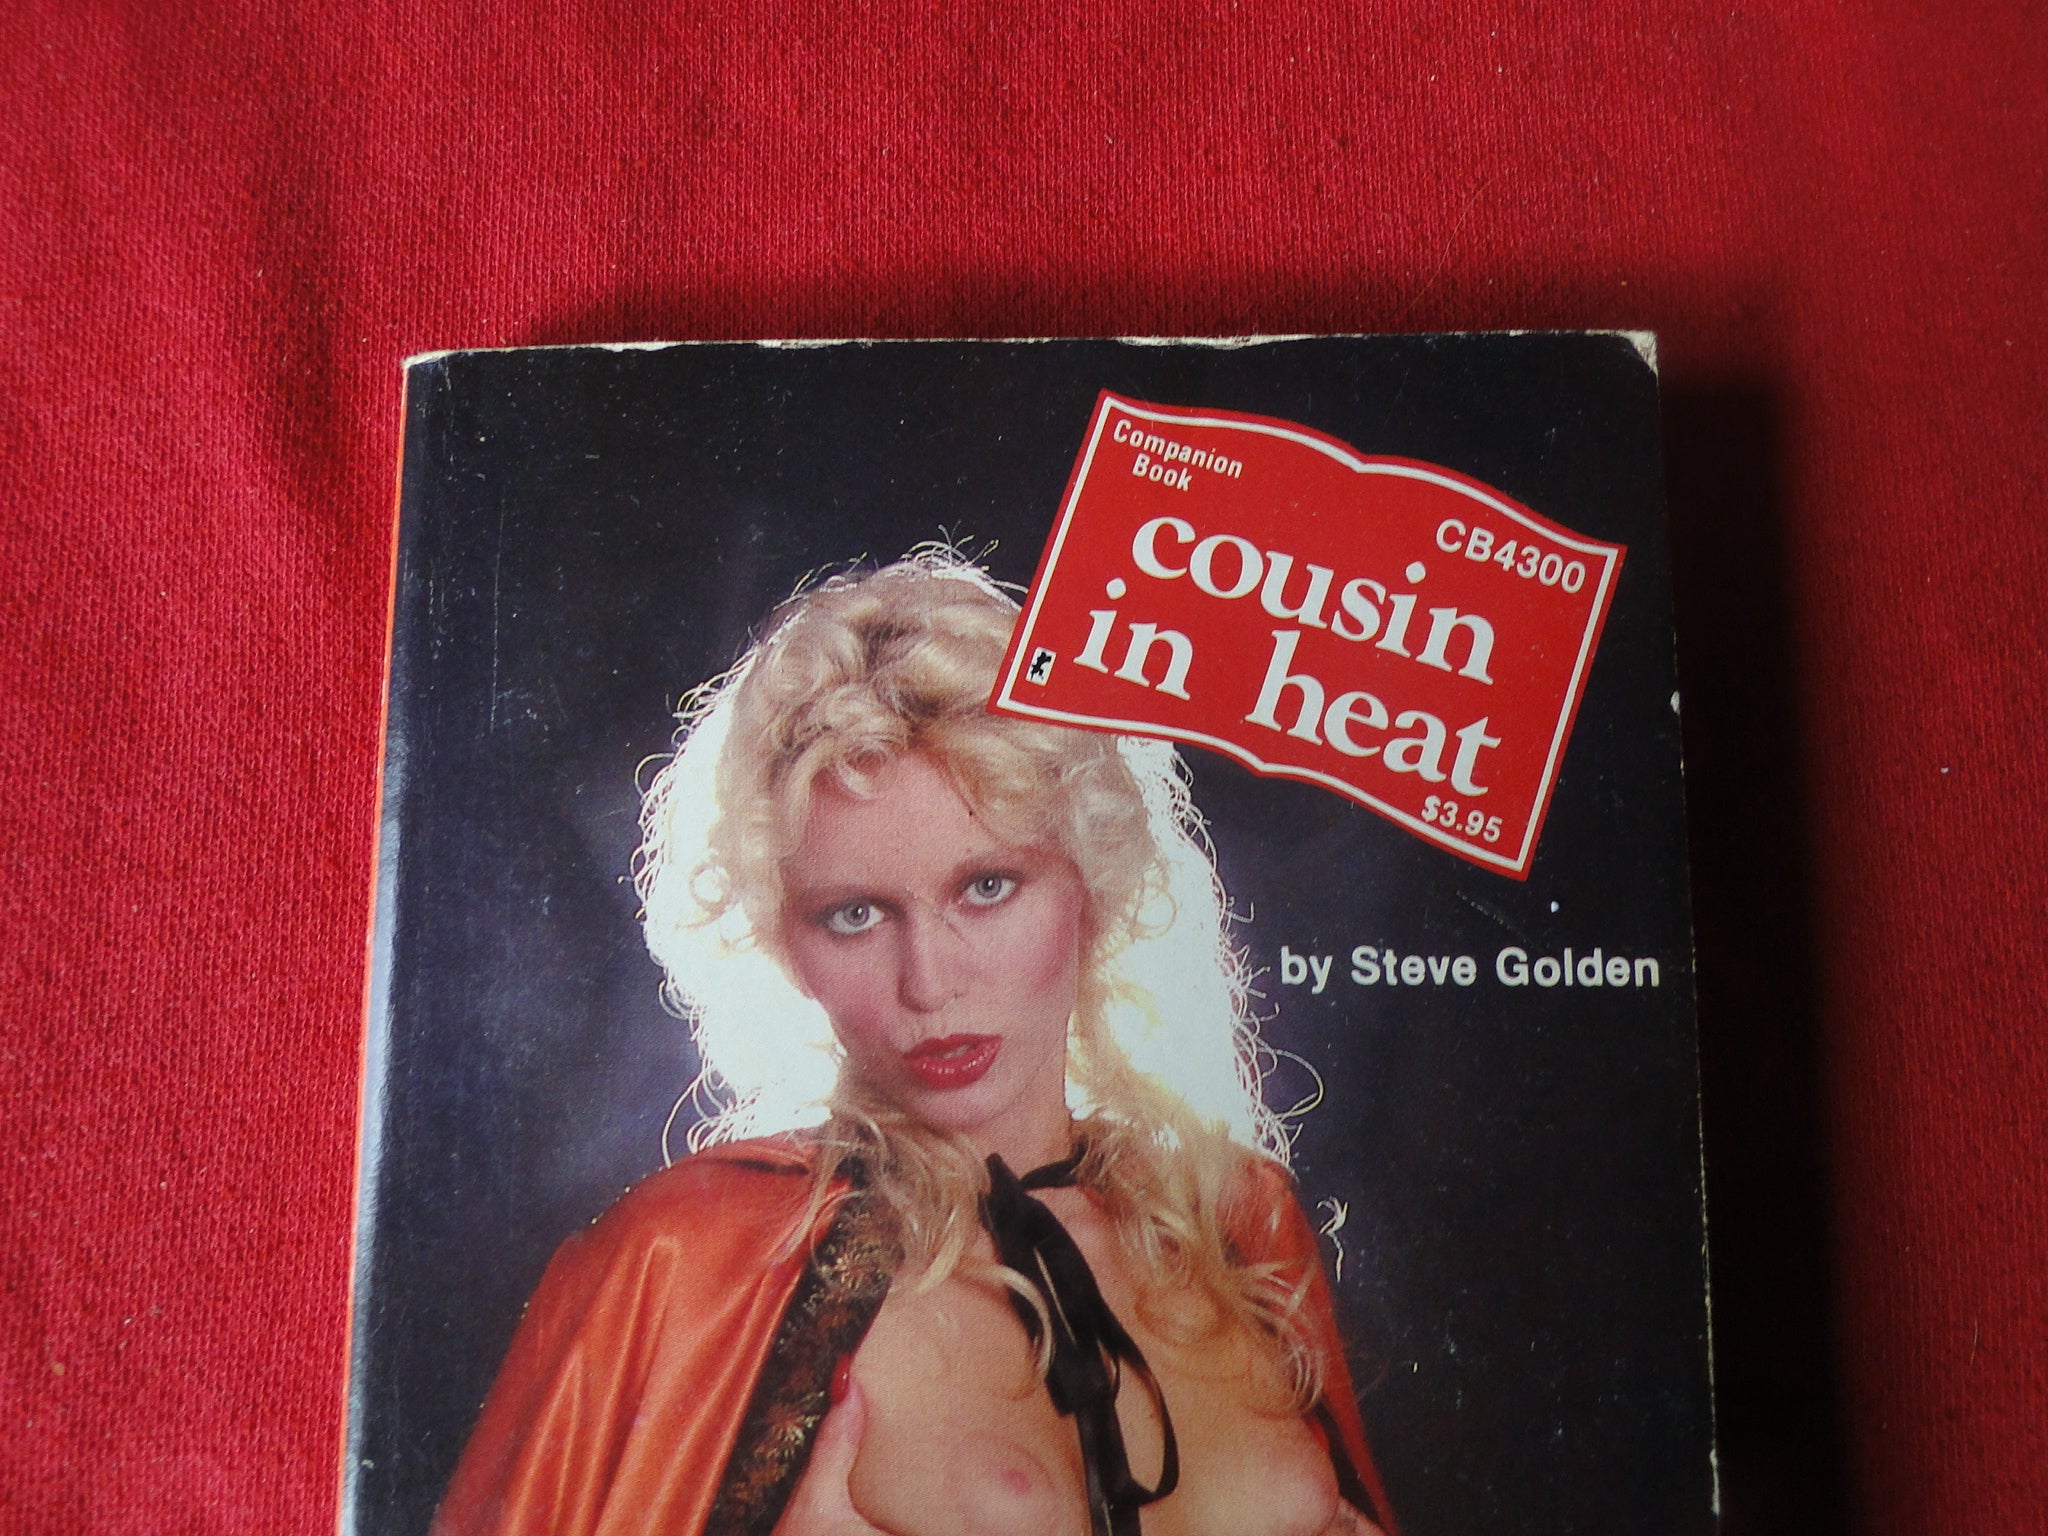 Companion
Book
CB4300
cousin
in heat
$3.95
by Steve Golden